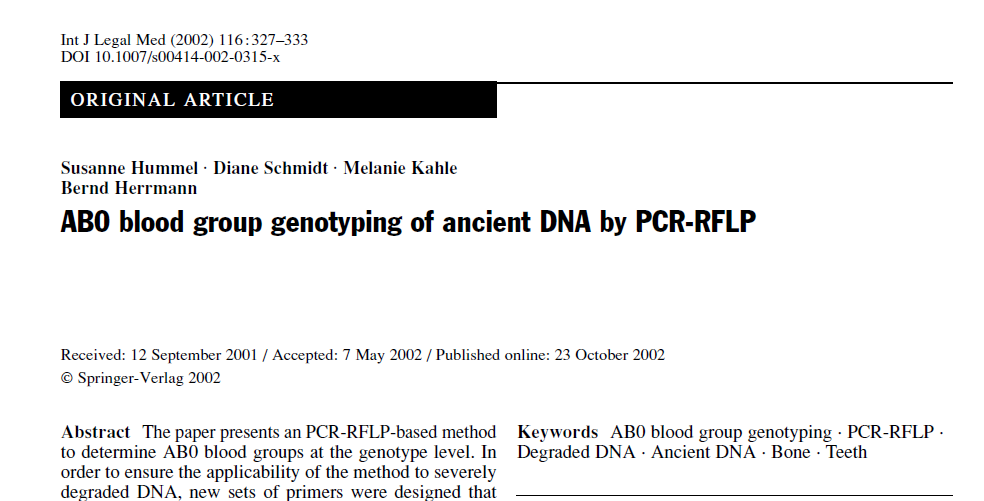 Int J Legal Med (2002) 116:327–333
DOI 10.1007/s00414-002-0315-x
ORIGINAL ARTICLE
Susanne Hummel · Diane Schmidt · Melanie Kahle
Bernd Herrmann
AB0 blood group genotyping of ancient DNA by PCR-RFLP
Received: 12 September 2001 / Accepted: 7 May 2002 / Published online: 23 October 2002
© Springer-Verlag 2002
Abstract The paper presents an PCR-RFLP-based method
to determine AB0 blood groups at the genotype level. In
order to ensure the applicability of the method to severely
degraded DNA, new sets of primers were designed that
Keywords AB0 blood group genotyping · PCR-RFLP ·
Degraded DNA · Ancient DNA · Bone · Teeth